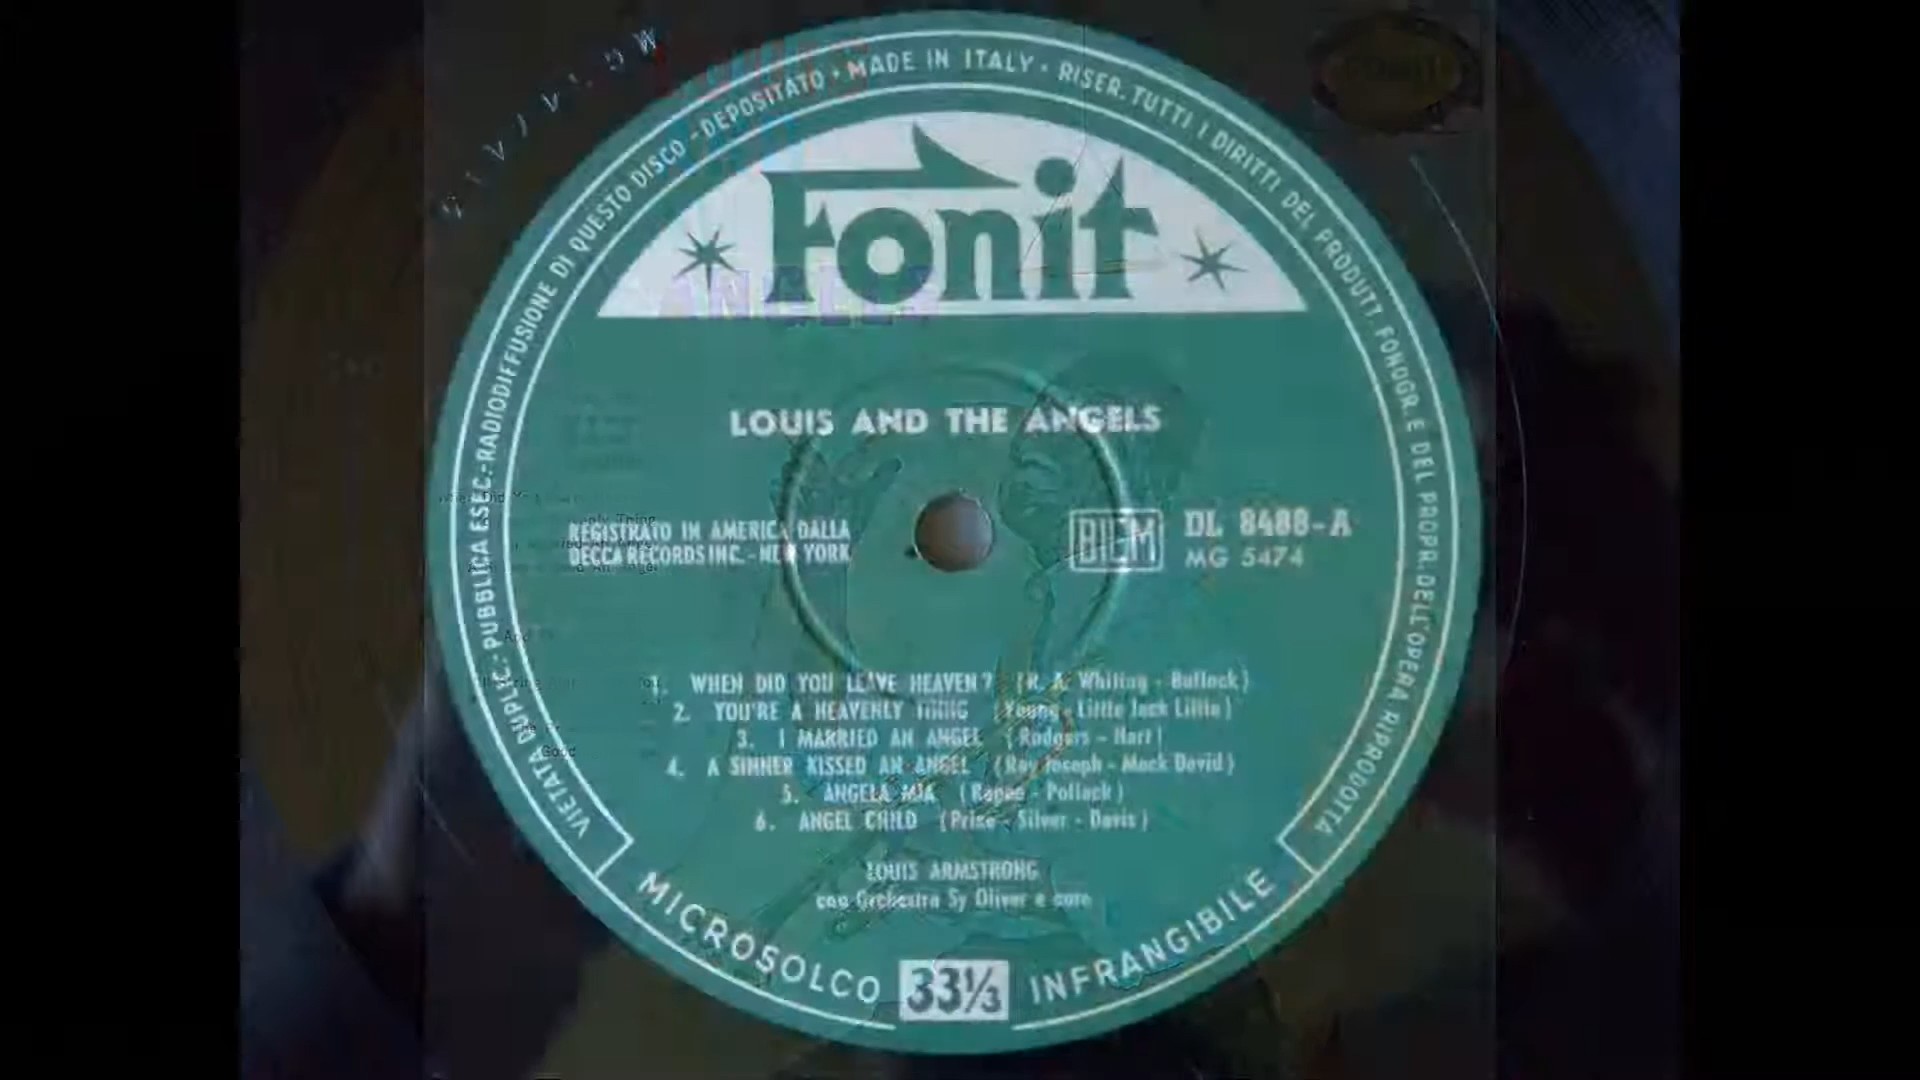 VIETATA DUPLIC.- PUBBLICA ESEC.- RADIODIFFUSIONE DI QUESTO DISCO - DEPOSITATO • MADE IN ITALY • RISER. TUTTI I DIRITTI DEL PRODUTT. FONOGR. E DEL PROPR. DELL'OPERA RIPRODOTTA
Fonit
ANGELS
LOUIS AND THE ANGELS
REGISTRATO IN AMERICA DALLA
DECCA RECORDS INC. - NEW YORK
BIEM
DL 8488-A
MG 5474
1. WHEN DID YOU LEAVE HEAVEN? (R. A. Whiting - Bullock)
2. YOU'RE A HEAVENLY THING (Young - Little Jack Little)
3. I MARRIED AN ANGEL (Rodgers - Hart)
4. A SINNER KISSED AN ANGEL (Ray Joseph - Mack David)
5. ANGELA MIA (Rapee - Pollack)
6. ANGEL CHILD (Price - Silver - Davis)
LOUIS ARMSTRONG
con Orchestra Sy Oliver e coro
MICROSOLCO 33⅓ INFRANGIBILE